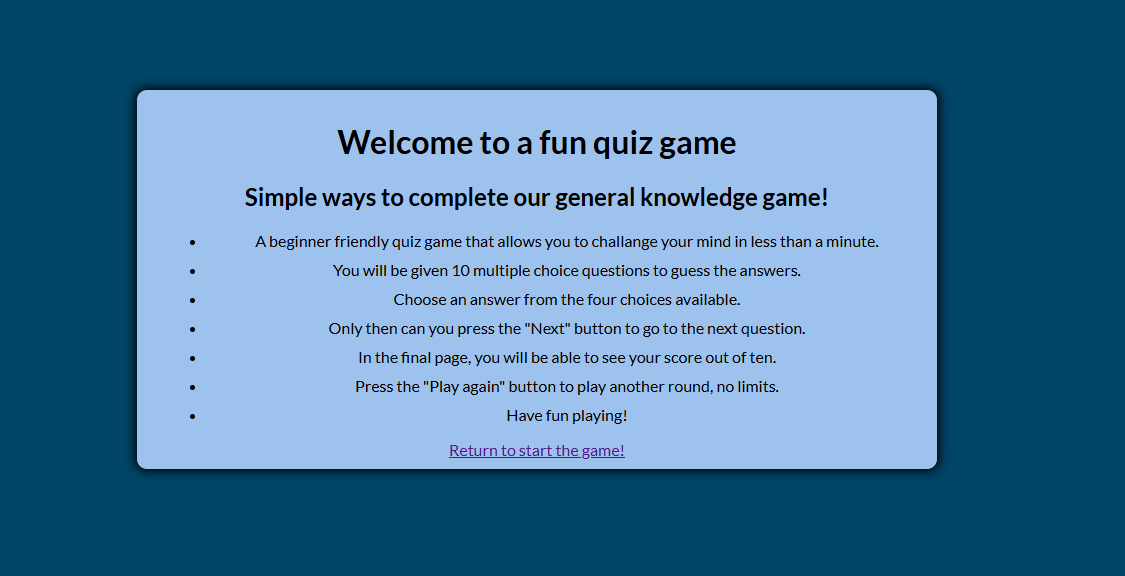 Welcome to a fun quiz game
Simple ways to complete our general knowledge game!
A beginner friendly quiz game that allows you to challange your mind in less than a minute.
You will be given 10 multiple choice questions to guess the answers.
Choose an answer from the four choices available.
Only then can you press the "Next" button to go to the next question.
In the final page, you will be able to see your score out of ten.
Press the "Play again" button to play another round, no limits.
Have fun playing!
Return to start the game!